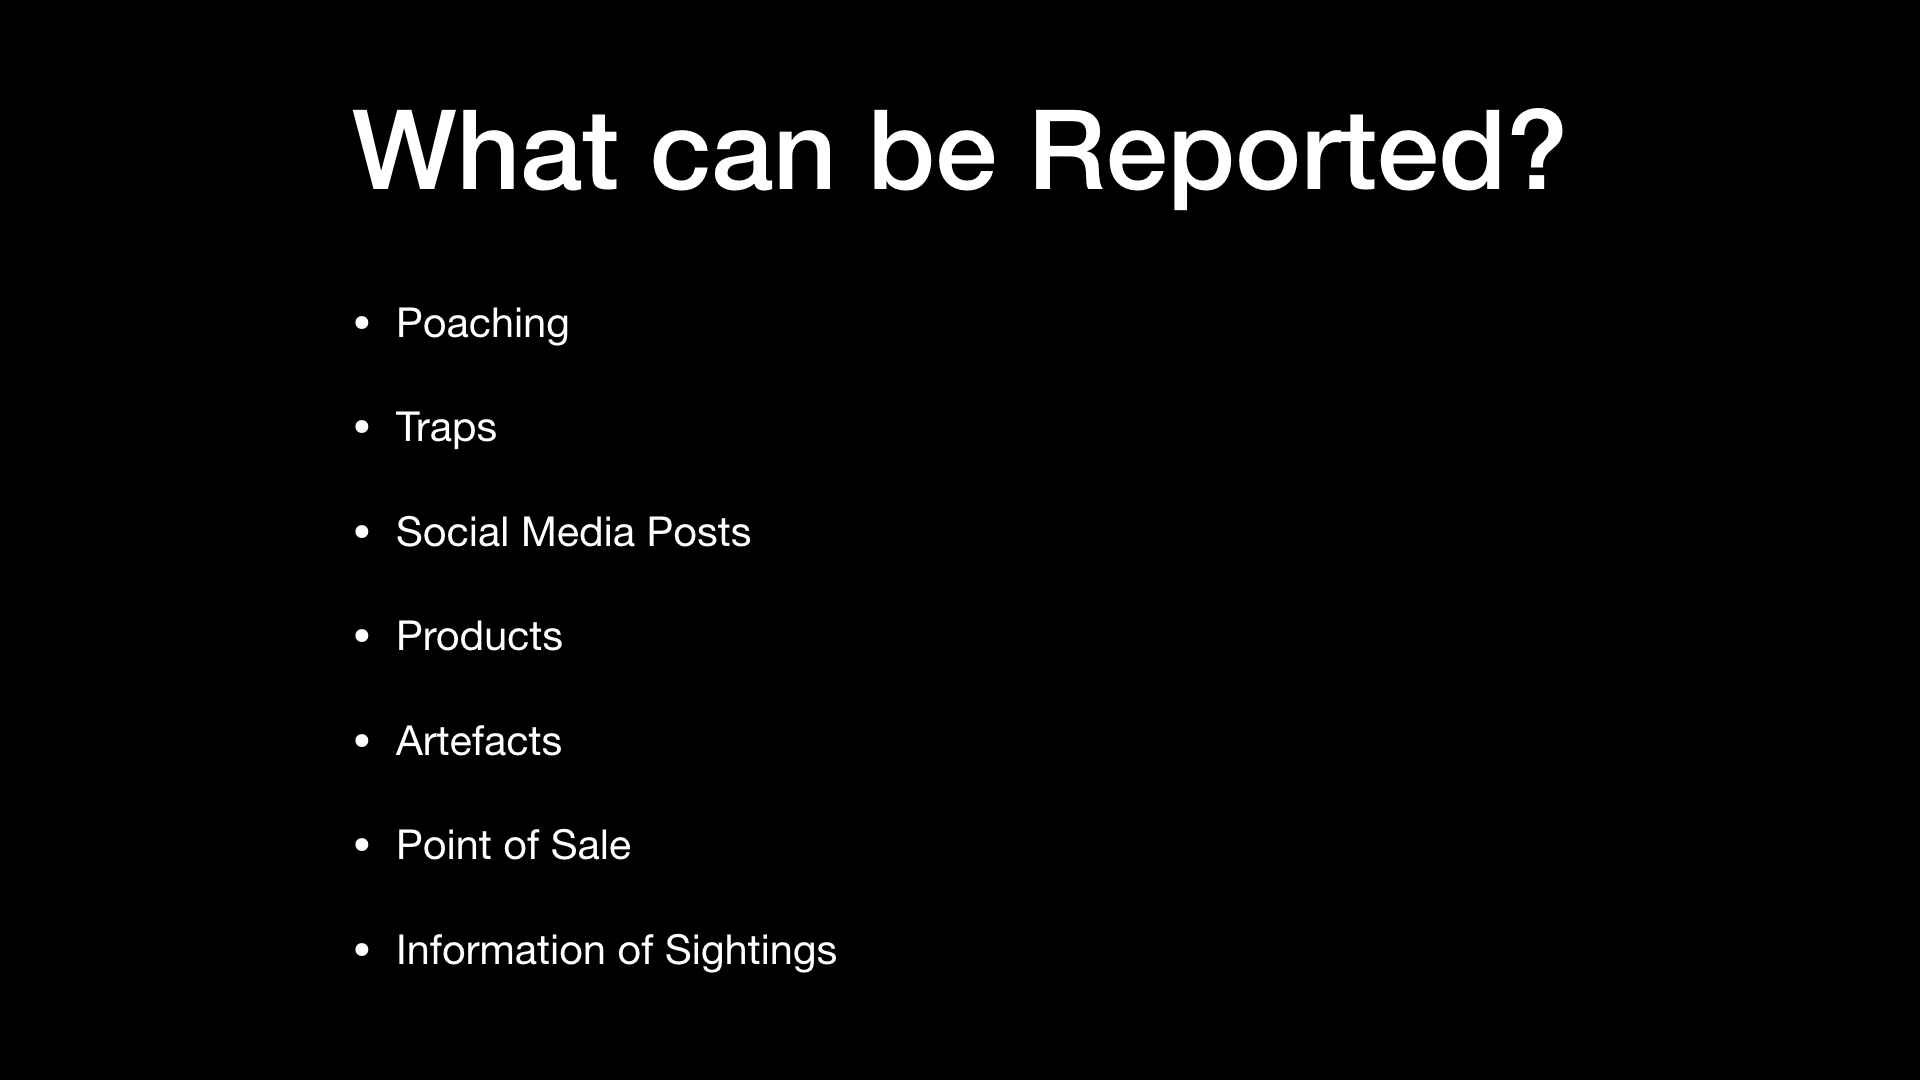 What can be Reported?
• Poaching
• Traps
• Social Media Posts
• Products
• Artefacts
• Point of Sale
• Information of Sightings